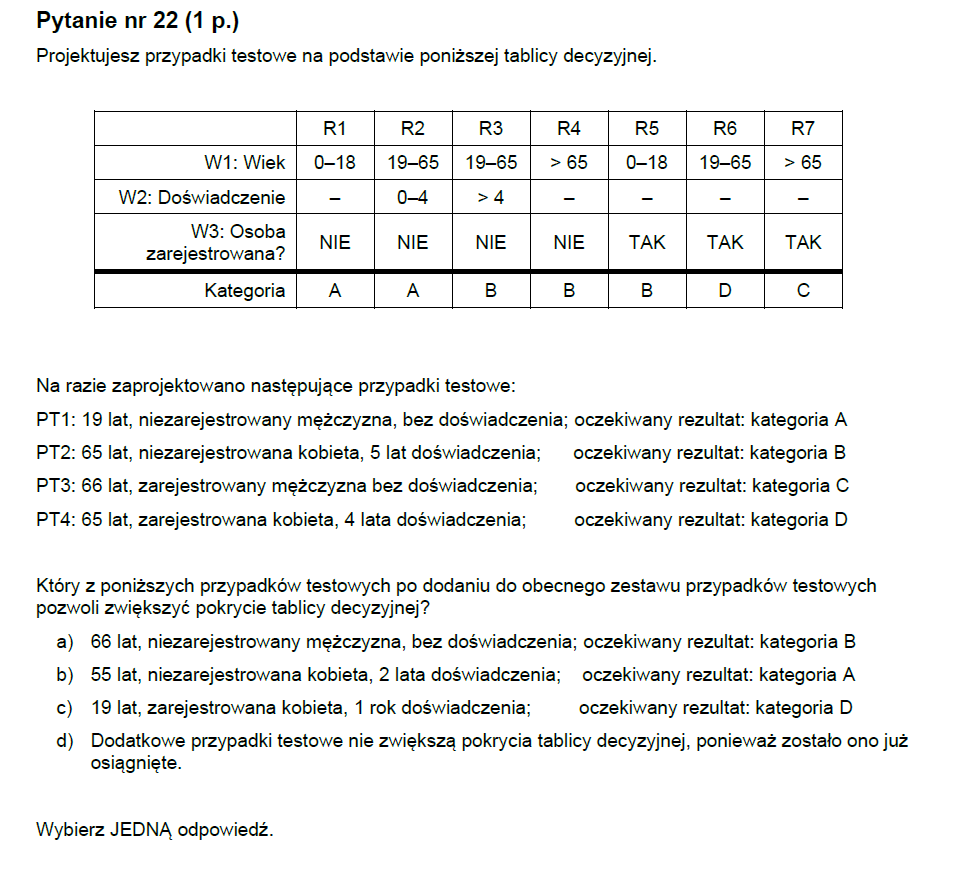 Pytanie nr 22 (1 p.)
Projektujesz przypadki testowe na podstawie poniższej tablicy decyzyjnej.
R1 R2 R3 R4 R5 R6 R7
W1: Wiek 0–18 19–65 19–65 > 65 0–18 19–65 > 65
W2: Doświadczenie – 0–4 > 4 – – – –
W3: Osoba
zarejestrowana? NIE NIE NIE NIE TAK TAK TAK
Kategoria A A B B B D C
Na razie zaprojektowano następujące przypadki testowe:
PT1: 19 lat, niezarejestrowany mężczyzna, bez doświadczenia; oczekiwany rezultat: kategoria A
PT2: 65 lat, niezarejestrowana kobieta, 5 lat doświadczenia; oczekiwany rezultat: kategoria B
PT3: 66 lat, zarejestrowany mężczyzna bez doświadczenia; oczekiwany rezultat: kategoria C
PT4: 65 lat, zarejestrowana kobieta, 4 lata doświadczenia; oczekiwany rezultat: kategoria D
Który z poniższych przypadków testowych po dodaniu do obecnego zestawu przypadków testowych
pozwoli zwiększyć pokrycie tablicy decyzyjnej?
a) 66 lat, niezarejestrowany mężczyzna, bez doświadczenia; oczekiwany rezultat: kategoria B
b) 55 lat, niezarejestrowana kobieta, 2 lata doświadczenia; oczekiwany rezultat: kategoria A
c) 19 lat, zarejestrowana kobieta, 1 rok doświadczenia; oczekiwany rezultat: kategoria D
d) Dodatkowe przypadki testowe nie zwiększą pokrycia tablicy decyzyjnej, ponieważ zostało ono już
osiągnięte.
Wybierz JEDNĄ odpowiedź.